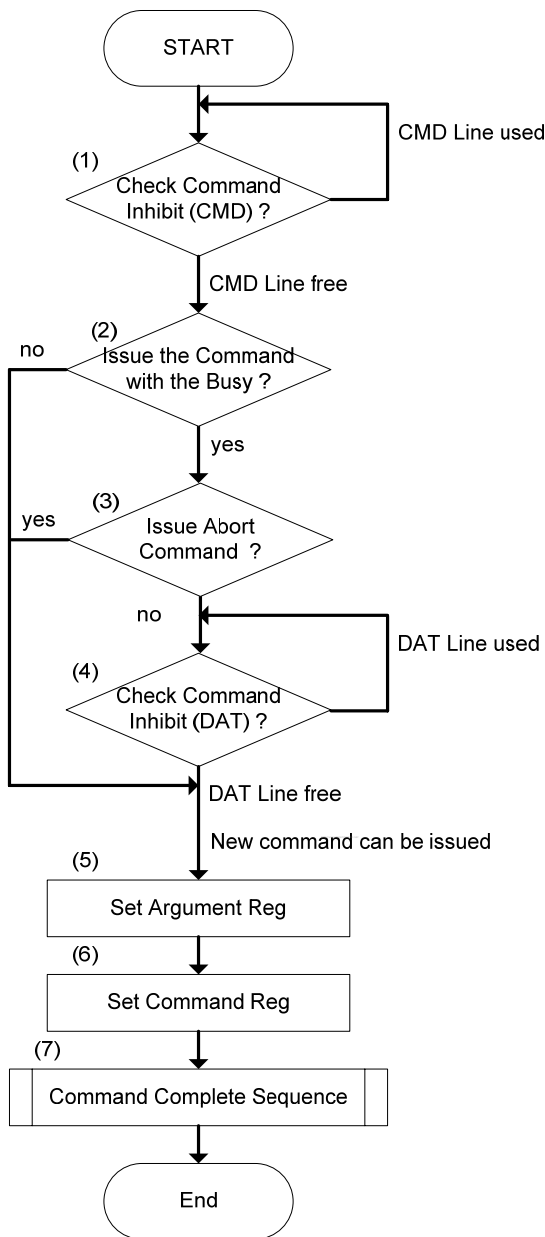 START
CMD Line used
(1)
Check Command
Inhibit (CMD) ?
CMD Line free
(2)
no
Issue the Command
with the Busy ?
yes
(3)
yes
Issue Abort
Command ?
no
DAT Line used
(4)
Check Command
Inhibit (DAT) ?
DAT Line free
New command can be issued
(5)
Set Argument Reg
(6)
Set Command Reg
(7)
Command Complete Sequence
End